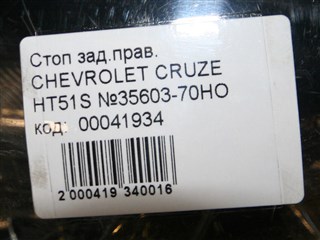 Стоп зад.прав.
CHEVROLET CRUZE
HT51S №35603-70HO
код: 00041934
2 000419 340016